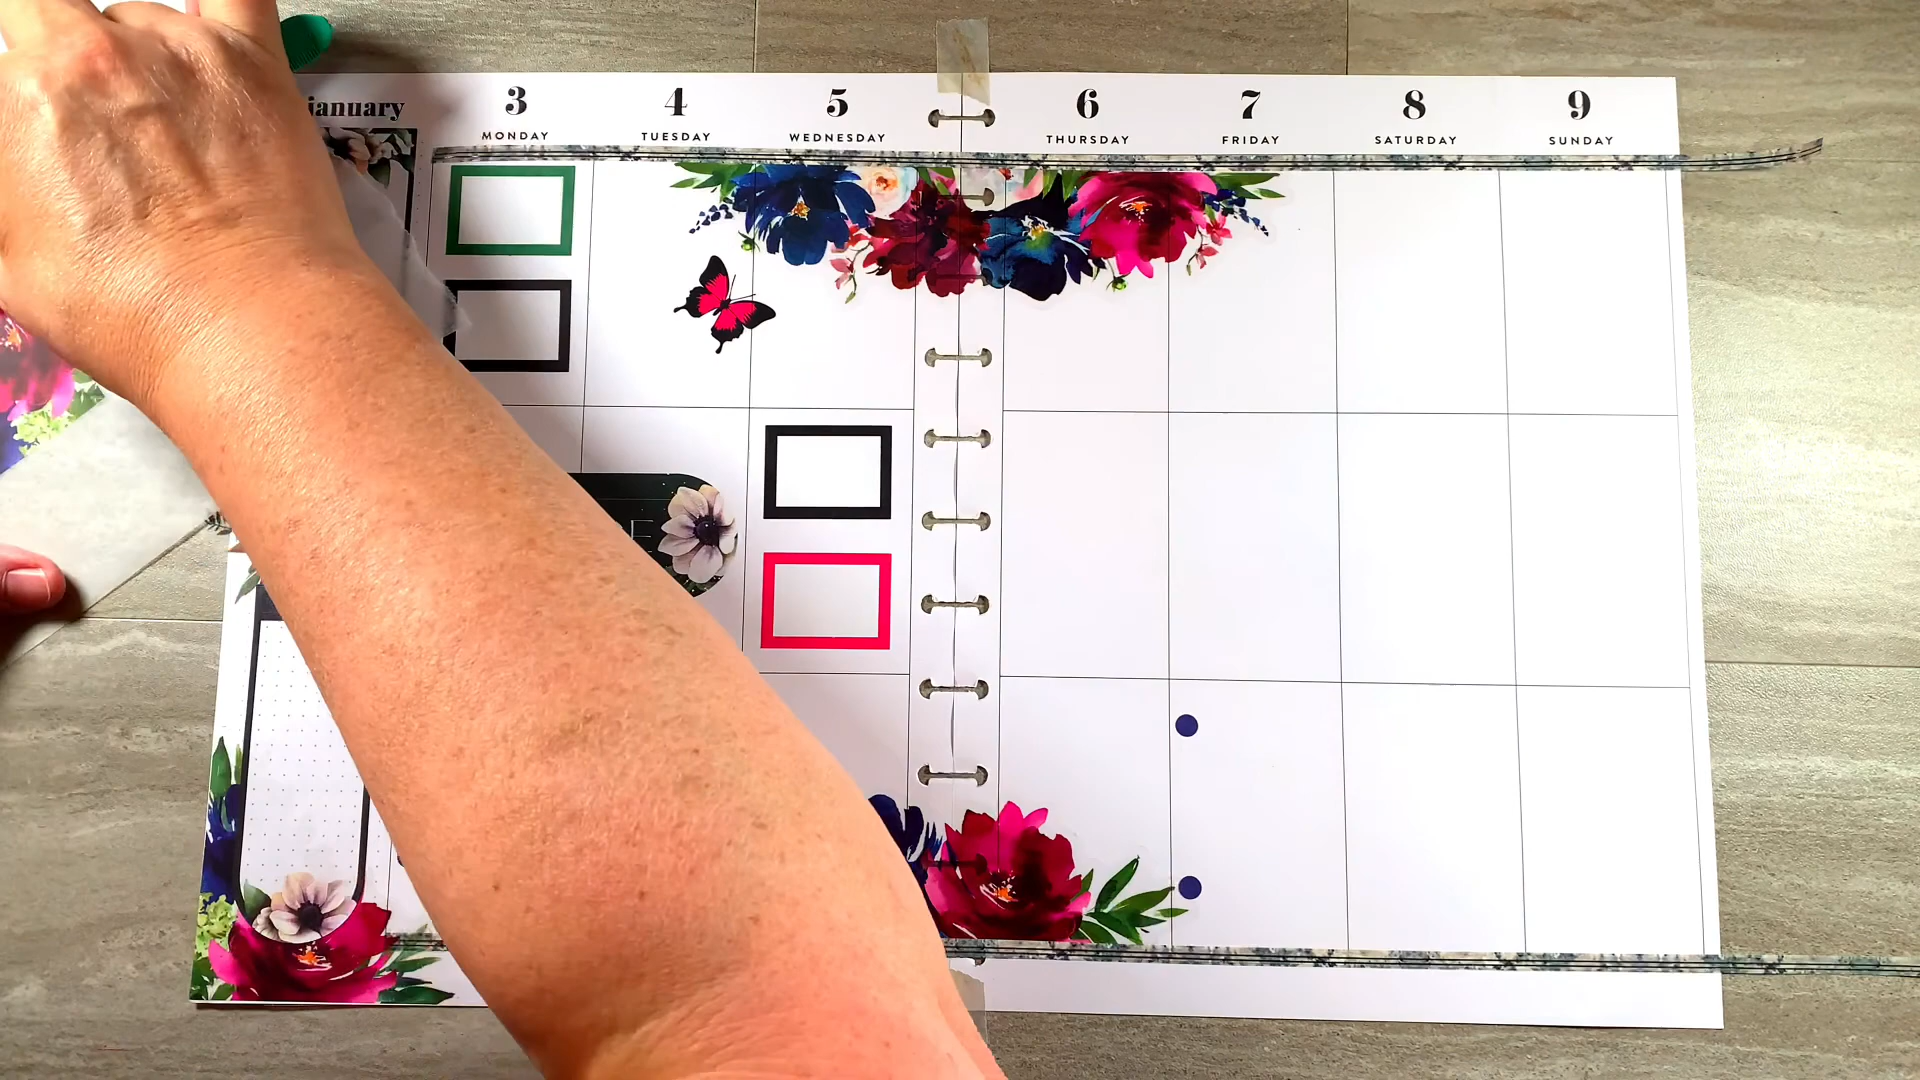 january
3 4 5 6 7 8 9
MONDAY TUESDAY WEDNESDAY THURSDAY FRIDAY SATURDAY SUNDAY
E